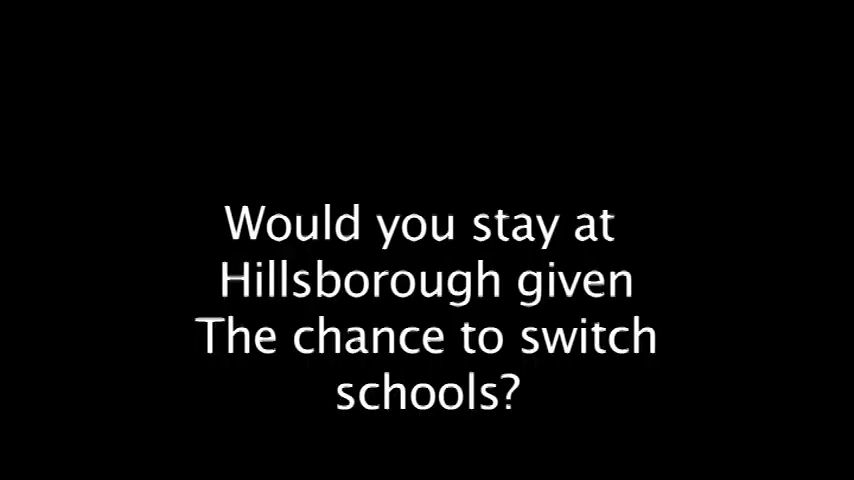 Would you stay at
Hillsborough given
The chance to switch
schools?